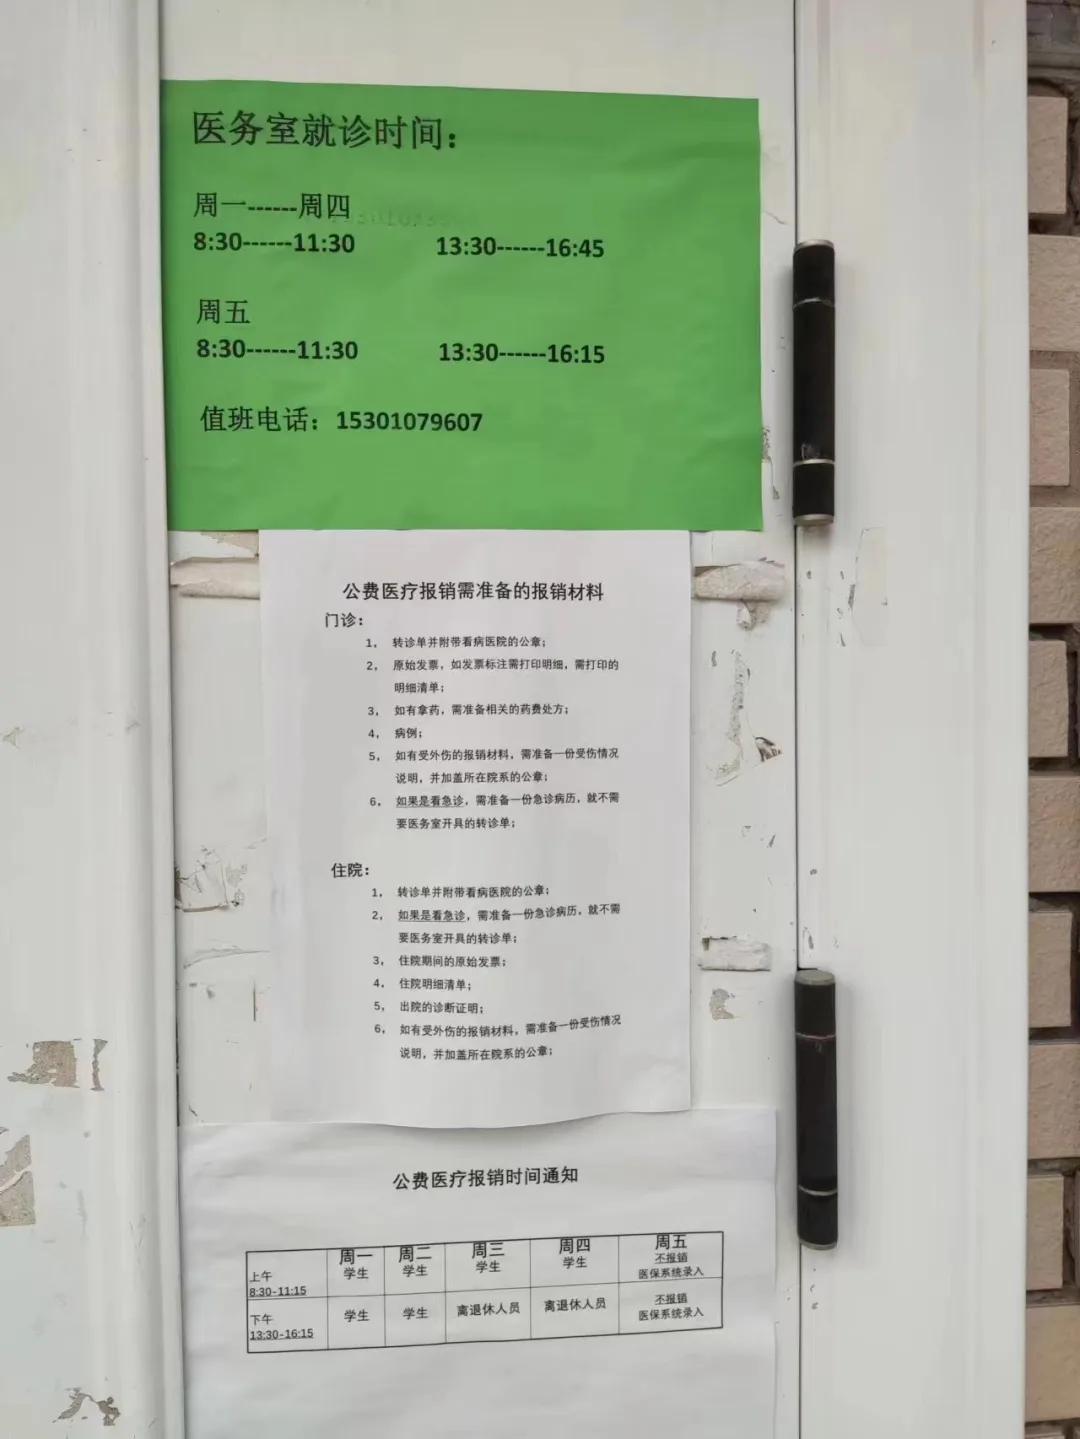 医务室就诊时间：
周一------周四
8:30------11:30 13:30------16:45
周五
8:30------11:30 13:30------16:15
值班电话：15301079607
公费医疗报销需准备的报销材料
门诊：
1， 转诊单并附带看病医院的公章；
2， 原始发票，如发票标注需打印明细，需打印的
明细清单；
3， 如有拿药，需准备相关的药费处方；
4， 病例；
5， 如有受外伤的报销材料，需准备一份受伤情况
说明，并加盖所在院系的公章；
6， 如果是看急诊，需准备一份急诊病历，就不需
要医务室开具的转诊单；
住院：
1， 转诊单并附带看病医院的公章；
2， 如果是看急诊，需准备一份急诊病历，就不需
要医务室开具的转诊单；
3， 住院期间的原始发票；
4， 住院明细清单；
5， 出院的诊断证明；
6， 如有受外伤的报销材料，需准备一份受伤情况
说明，并加盖所在院系的公章；
公费医疗报销时间通知
周一 周二 周三 周四 周五
上午 学生 学生 学生 学生 不报销
8:30-11:15 医保系统录入
下午 学生 学生 离退休人员 离退休人员 不报销
13:30-16:15 医保系统录入